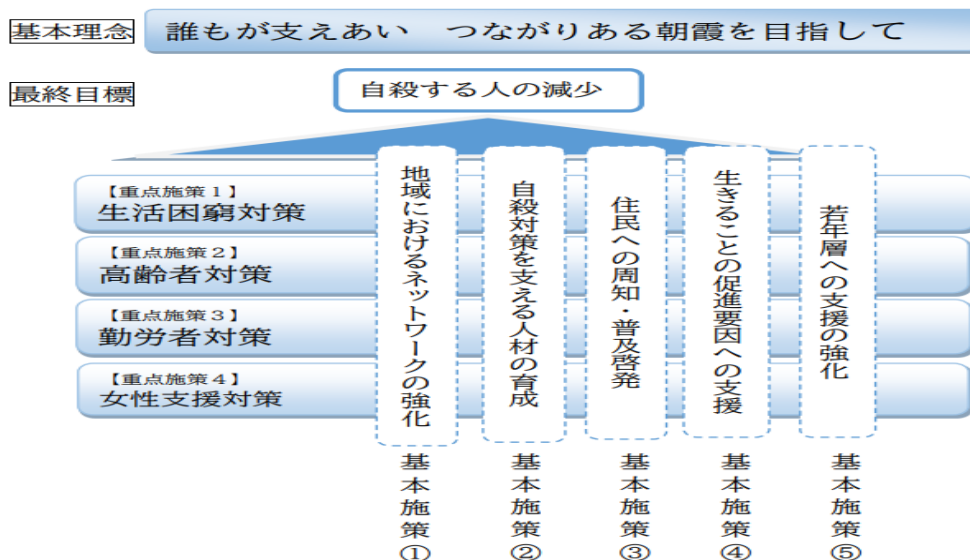 基本理念
誰もが支えあい　つながりある朝霞を目指して
最終目標
自殺する人の減少
【重点施策１】
生活困窮対策
【重点施策２】
高齢者対策
【重点施策３】
勤労者対策
【重点施策４】
女性支援対策
地域におけるネットワークの強化
基本施策①
自殺対策を支える人材の育成
基本施策②
住民への周知・普及啓発
基本施策③
生きることの促進要因への支援
基本施策④
若年層への支援の強化
基本施策⑤